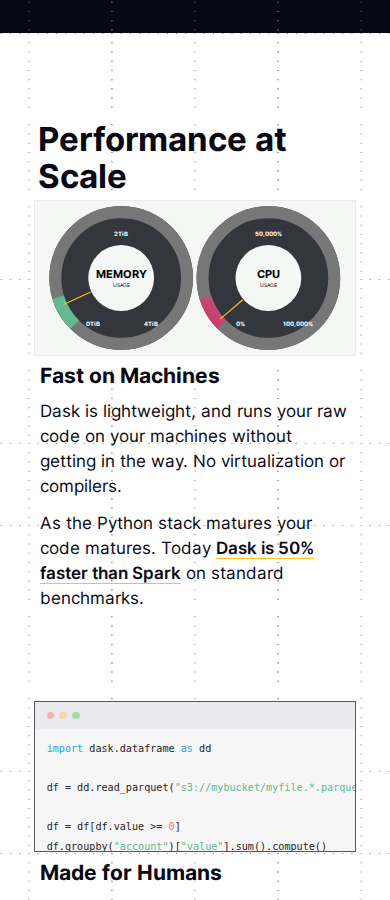 Performance at
Scale
2TiB
MEMORY
USAGE
0TiB
4TiB
50,000%
CPU
USAGE
0%
100,000%
Fast on Machines
Dask is lightweight, and runs your raw
code on your machines without
getting in the way. No virtualization or
compilers.
As the Python stack matures your
code matures. Today Dask is 50%
faster than Spark on standard
benchmarks.
import dask.dataframe as dd
df = dd.read_parquet("s3://mybucket/myfile.*.parque
df = df[df.value >= 0]
df.groupby("account")["value"].sum().compute()
Made for Humans